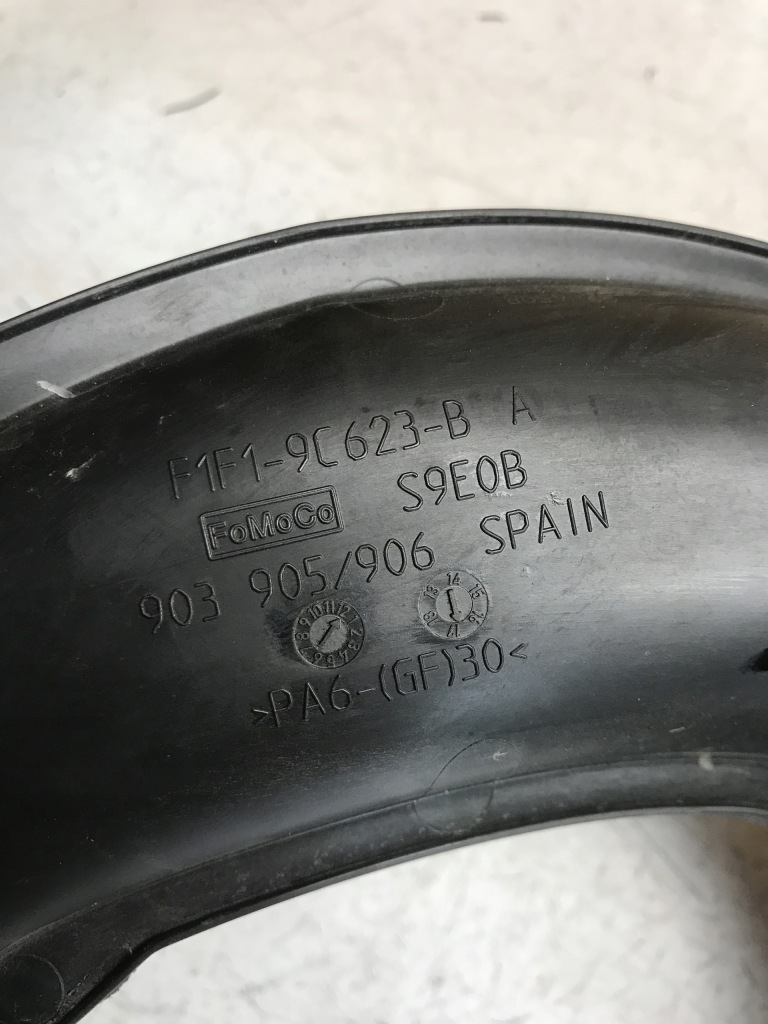 F1F1-9C623-B A
FoMoCo S9E0B
903 905/906 SPAIN
>PA6-(GF)30<